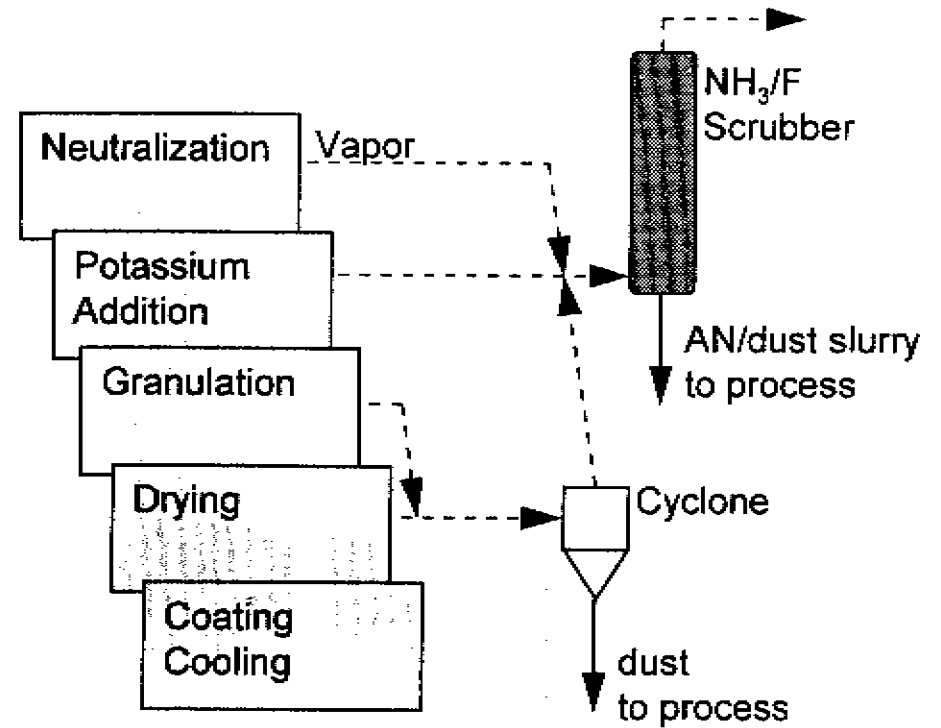 NH₃/F
Scrubber
Neutralization
Vapor
Potassium
Addition
AN/dust slurry
to process
Granulation
Drying
Cyclone
Coating
Cooling
dust
to process